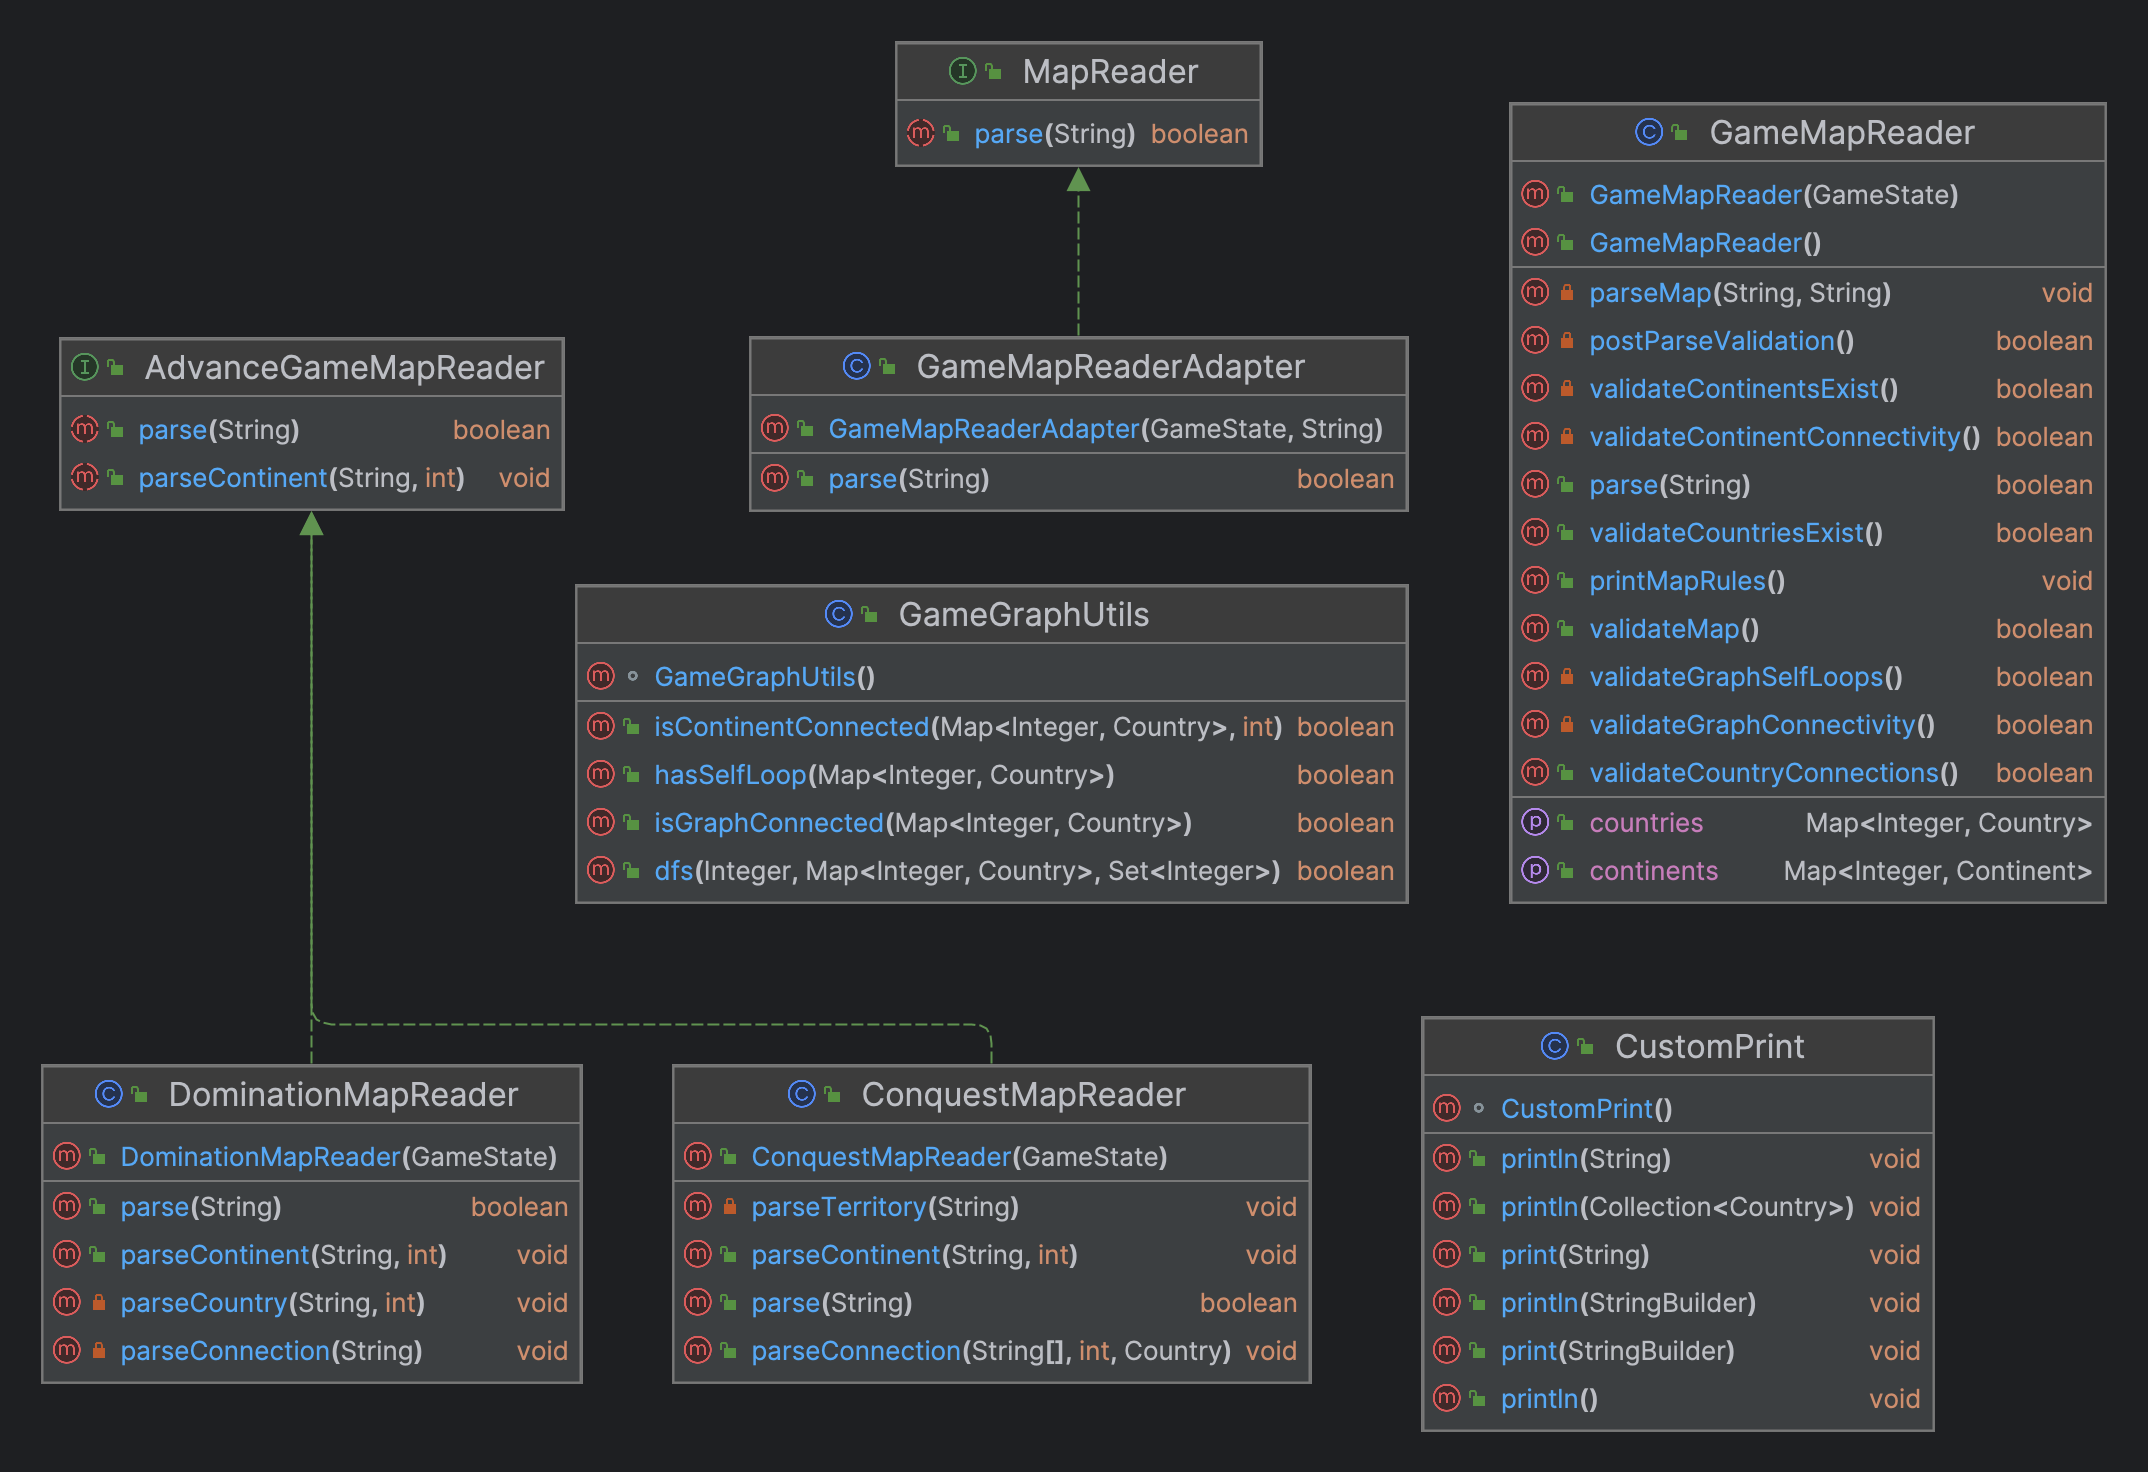 MapReader
parse(String) boolean
GameMapReader
GameMapReader(GameState)
GameMapReader()
parseMap(String, String) void
postParseValidation() boolean
validateContinentsExist() boolean
validateContinentConnectivity() boolean
parse(String) boolean
validateCountriesExist() boolean
printMapRules() void
validateMap() boolean
validateGraphSelfLoops() boolean
validateGraphConnectivity() boolean
validateCountryConnections() boolean
countries Map<Integer, Country>
continents Map<Integer, Continent>
AdvanceGameMapReader
parse(String) boolean
parseContinent(String, int) void
GameMapReaderAdapter
GameMapReaderAdapter(GameState, String)
parse(String) boolean
GameGraphUtils
GameGraphUtils()
isContinentConnected(Map<Integer, Country>, int) boolean
hasSelfLoop(Map<Integer, Country>) boolean
isGraphConnected(Map<Integer, Country>) boolean
dfs(Integer, Map<Integer, Country>, Set<Integer>) boolean
DominationMapReader
DominationMapReader(GameState)
parse(String) boolean
parseContinent(String, int) void
parseCountry(String, int) void
parseConnection(String) void
ConquestMapReader
ConquestMapReader(GameState)
parseTerritory(String) void
parseContinent(String, int) void
parse(String) boolean
parseConnection(String[], int, Country) void
CustomPrint
CustomPrint()
println(String) void
println(Collection<Country>) void
print(String) void
println(StringBuilder) void
print(StringBuilder) void
println() void